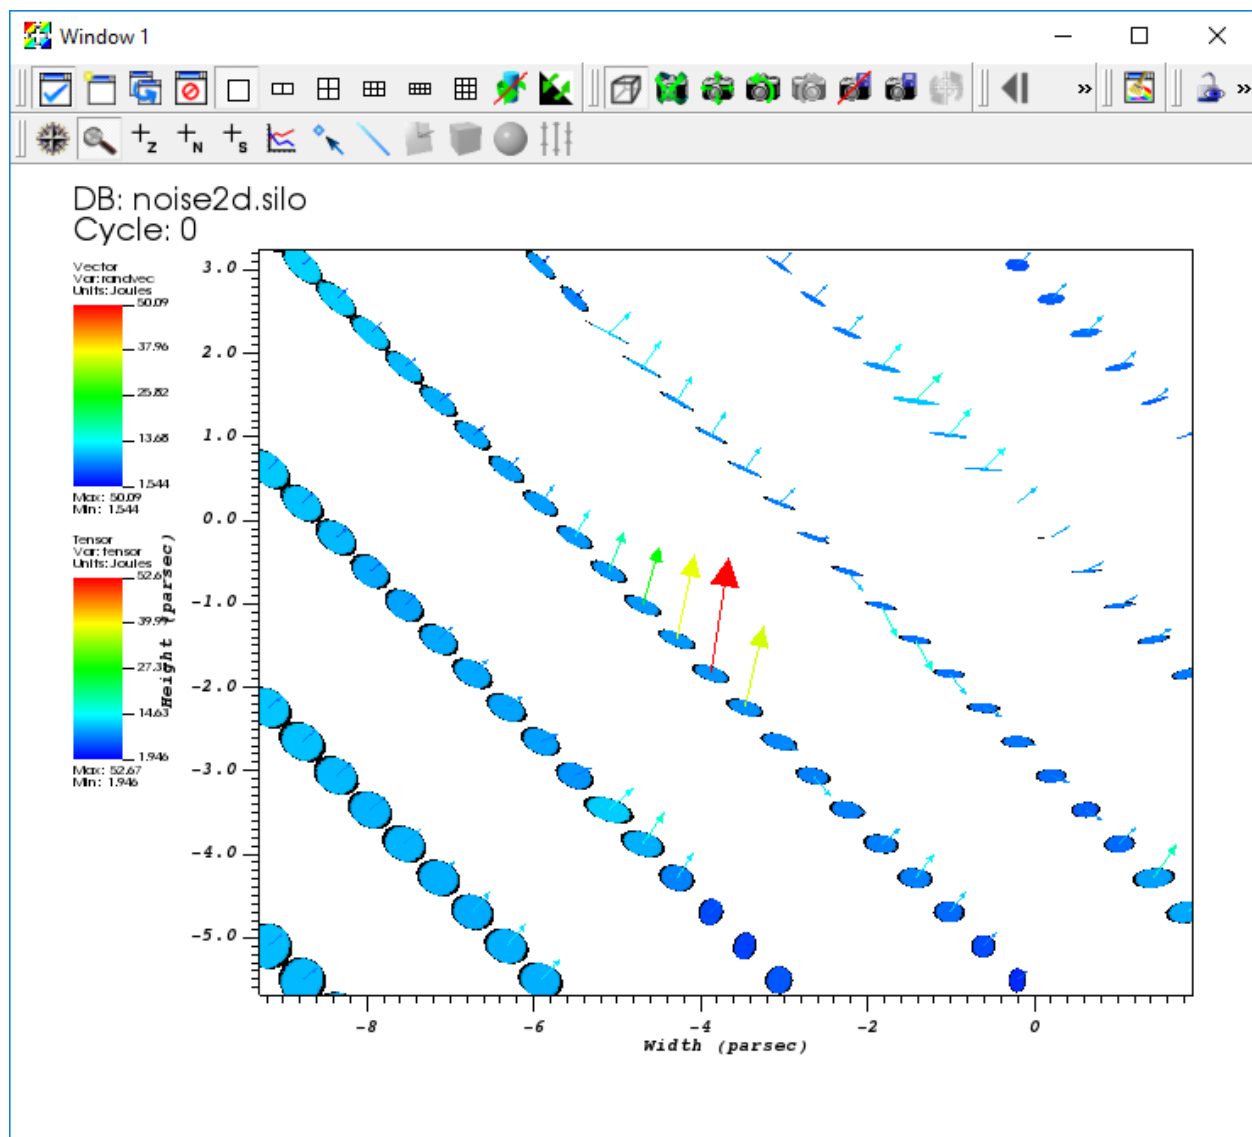 Window 1
»
»
Z
N
S
DB: noise2d.silo
Cycle: 0
Vector
Var: randvec
Units: Joules
50.09
37.96
25.82
13.68
1.544
Max: 50.09
Min: 1.544
Tensor
Var: tensor
Units: Joules
52.67
39.99
27.31
14.63
1.946
Max: 52.67
Min: 1.946
Height (parsec)
3.0
2.0
1.0
0.0
-1.0
-2.0
-3.0
-4.0
-5.0
-8
-6
-4
-2
0
Width (parsec)